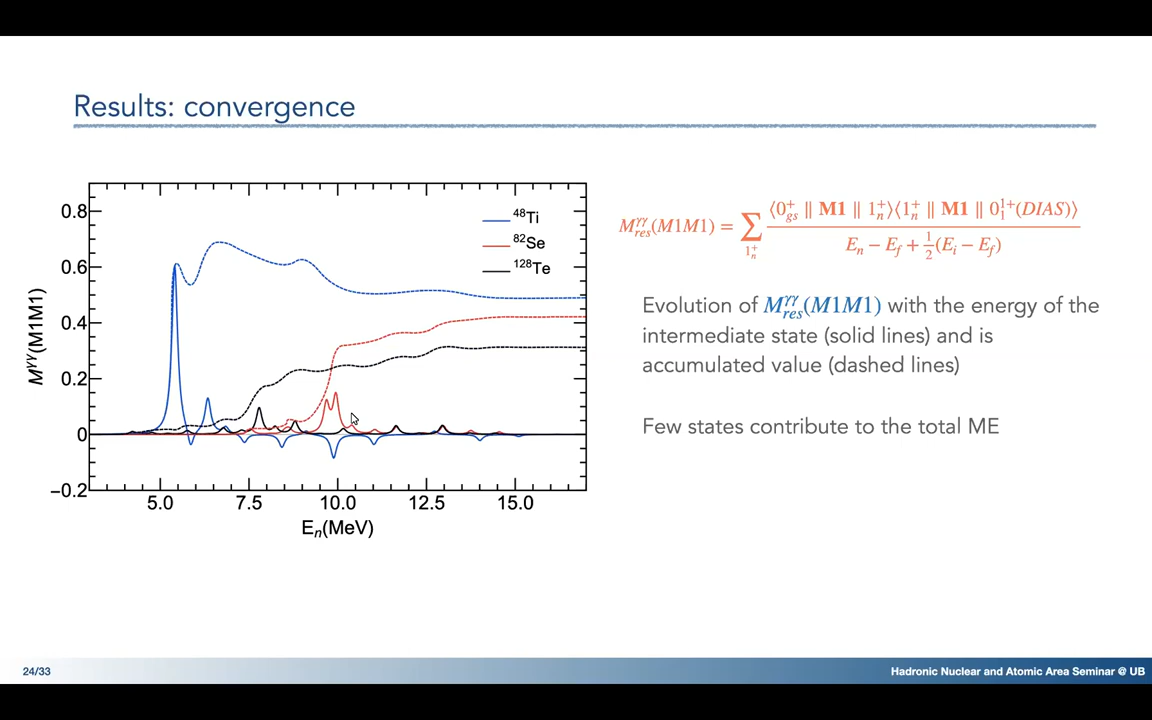 Results: convergence
0.8
0.6
0.4
0.2
0
−0.2
M^γγ(M1M1)
48Ti
82Se
128Te
5.0 7.5 10.0 12.5 15.0
E_n(MeV)
M^γγ_res(M1M1) = ∑_{1^+_n} ⟨0^+_gs ∥ M1 ∥ 1^+_n⟩⟨1^+_n ∥ M1 ∥ 0^{1+}_1(DIAS)⟩ / E_n − E_f + 1/2(E_i − E_f)
Evolution of M^γγ_res(M1M1) with the energy of the
intermediate state (solid lines) and is
accumulated value (dashed lines)
Few states contribute to the total ME
24/33
Hadronic Nuclear and Atomic Area Seminar @ UB